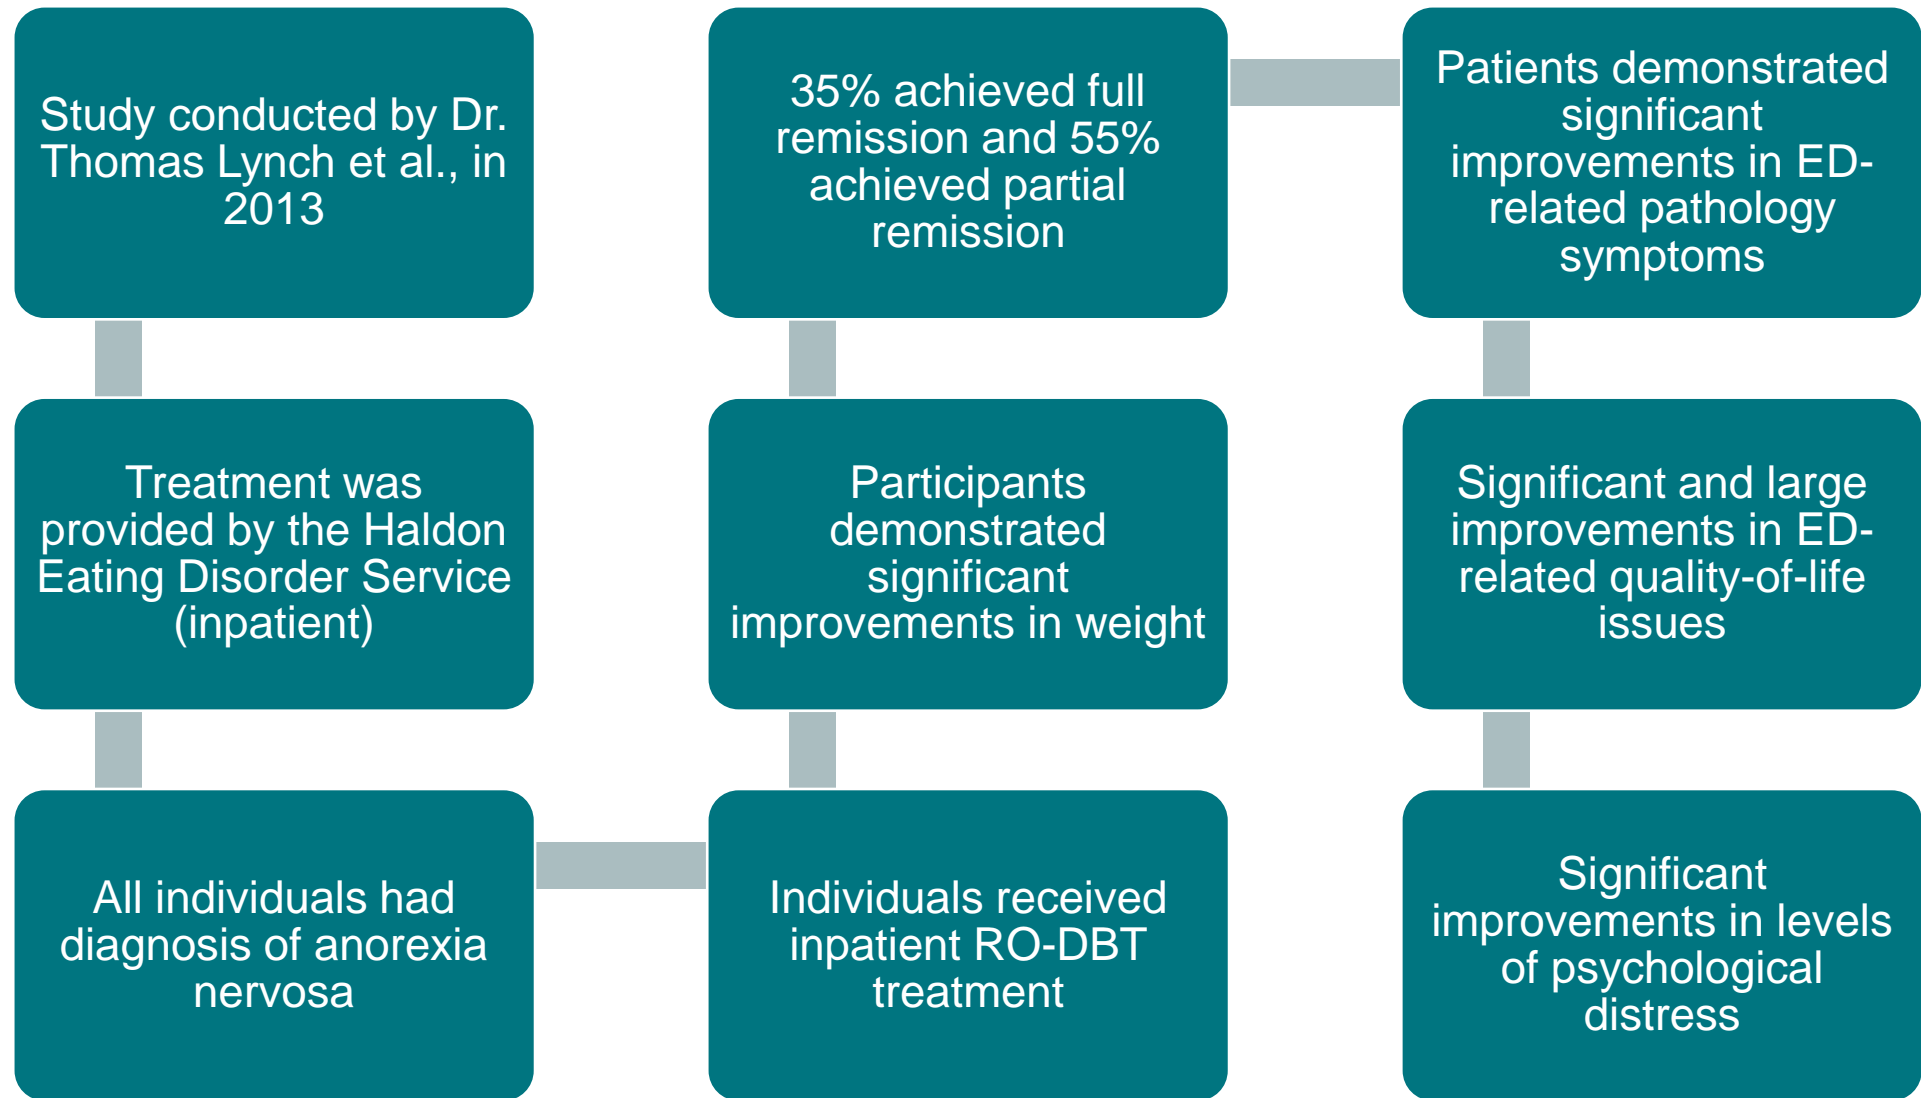 Study conducted by Dr.
Thomas Lynch et al., in
2013
Treatment was
provided by the Haldon
Eating Disorder Service
(inpatient)
All individuals had
diagnosis of anorexia
nervosa
Individuals received
inpatient RO-DBT
treatment
Participants
demonstrated
significant
improvements in weight
35% achieved full
remission and 55%
achieved partial
remission
Patients demonstrated
significant
improvements in ED-
related pathology
symptoms
Significant and large
improvements in ED-
related quality-of-life
issues
Significant
improvements in levels
of psychological
distress